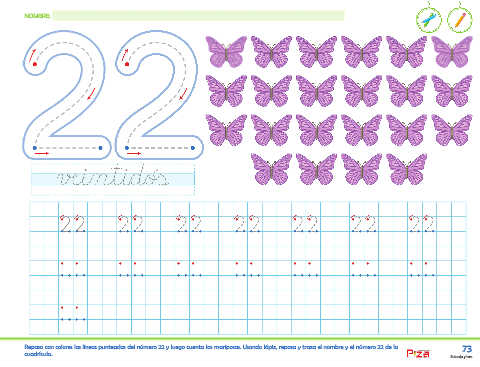 NOMBRE:
22
veintidós
22 22 22 22 22 22 22
Repasa con colores las líneas punteadas del número 22 y luego cuenta las mariposas. Usando lápiz, repasa y traza el nombre y el número 22 de la
cuadrícula.
73